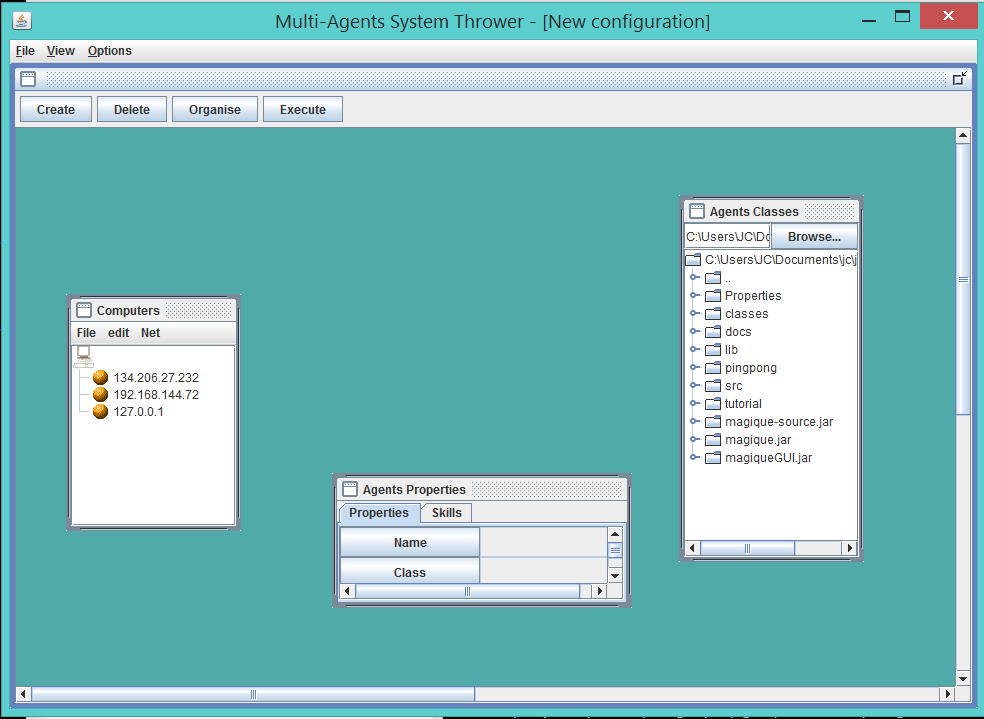 Multi-Agents System Thrower - [New configuration]
File View Options
Create Delete Organise Execute
Agents Classes
C:\Users\JC\Do Browse...
C:\Users\JC\Documents\jc\j
..
Properties
classes
docs
lib
pingpong
src
tutorial
magique-source.jar
magique.jar
magiqueGUI.jar
Computers
File edit Net
134.206.27.232
192.168.144.72
127.0.0.1
Agents Properties
Properties Skills
Name
Class